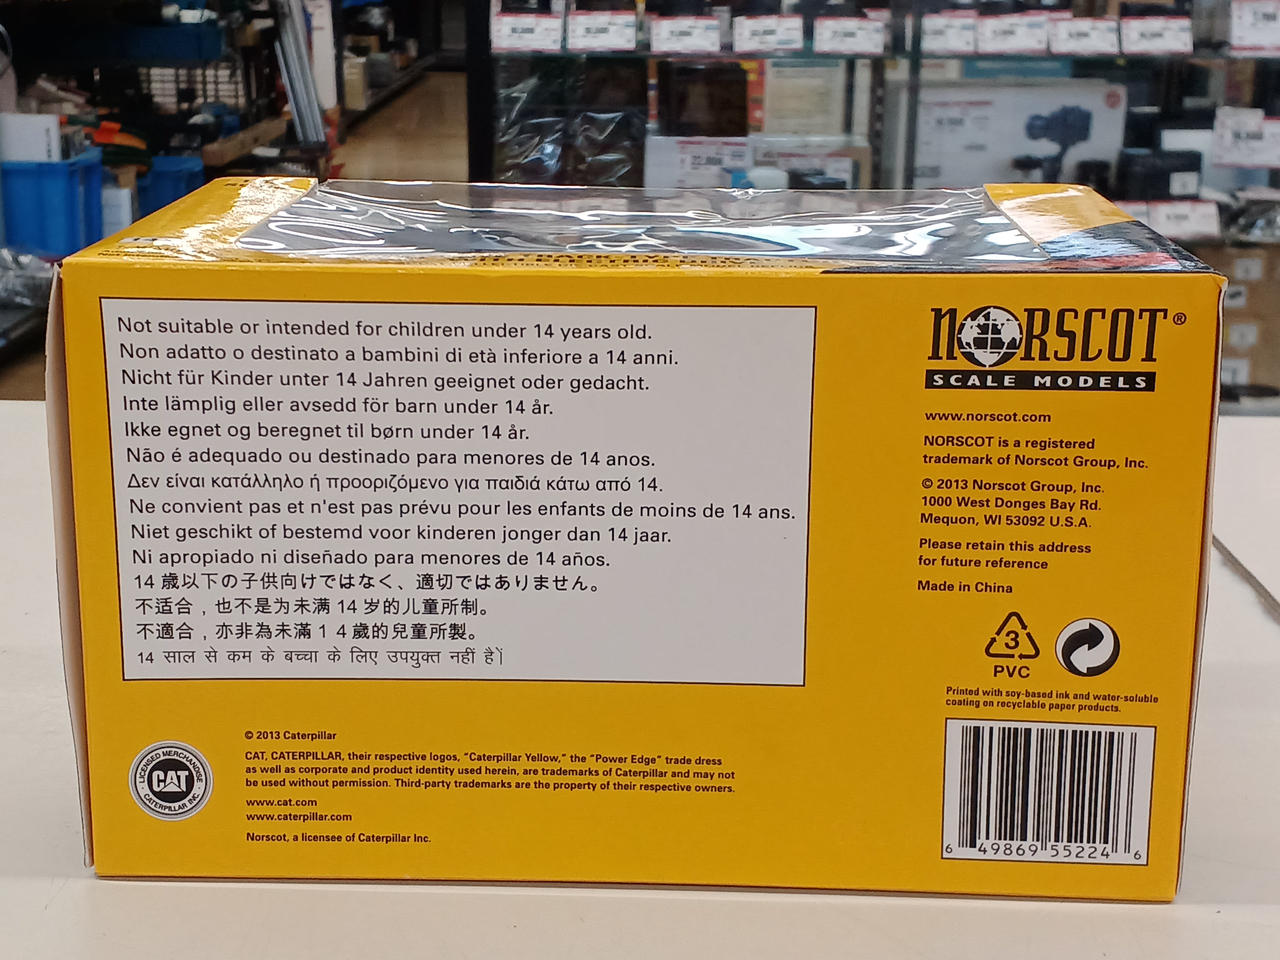 Not suitable or intended for children under 14 years old.
Non adatto o destinato a bambini di età inferiore a 14 anni.
Nicht für Kinder unter 14 Jahren geeignet oder gedacht.
Inte lämplig eller avsedd för barn under 14 år.
Ikke egnet og beregnet til børn under 14 år.
Não é adequado ou destinado para menores de 14 anos.
Δεν είναι κατάλληλο ή προοριζόμενο για παιδιά κάτω από 14.
Ne convient pas et n'est pas prévu pour les enfants de moins de 14 ans.
Niet geschikt of bestemd voor kinderen jonger dan 14 jaar.
Ni apropiado ni diseñado para menores de 14 años.
14 歳以下の子供向けではなく、適切ではありません。
不适合，也不是为未满 14 岁的儿童所制。
不適合，亦非為未滿 1 4 歲的兒童所製。
14 साल से कम के बच्चा के लिए उपयुक्त नहीं है।
NORSCOT®
SCALE MODELS
www.norscot.com
NORSCOT is a registered
trademark of Norscot Group, Inc.
© 2013 Norscot Group, Inc.
1000 West Donges Bay Rd.
Mequon, WI 53092 U.S.A.
Please retain this address
for future reference
Made in China
3
PVC
Printed with soy-based ink and water-soluble
coating on recyclable paper products.
6 49869 55224 6
LICENSED MERCHANDISE
CAT
CATERPILLAR INC.
© 2013 Caterpillar
CAT, CATERPILLAR, their respective logos, “Caterpillar Yellow,” the “Power Edge” trade dress
as well as corporate and product identity used herein, are trademarks of Caterpillar and may not
be used without permission. Third-party trademarks are the property of their respective owners.
www.cat.com
www.caterpillar.com
Norscot, a licensee of Caterpillar Inc.